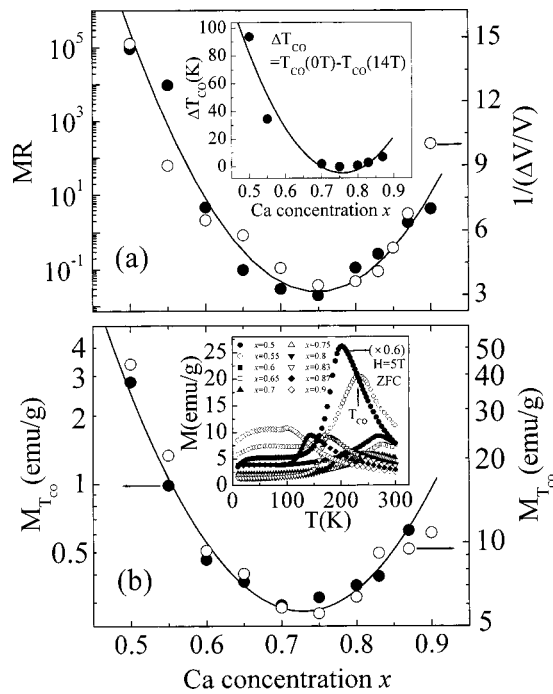 ΔT_CO
=T_CO(0T)-T_CO(14T)
ΔT_CO(K)
100
80
60
40
20
0
0.5 0.6 0.7 0.8 0.9
Ca concentration x
MR
10^5
10^3
10^1
10^-1
(a)
1/(ΔV/V)
15
12
9
6
3
M_T_CO (emu/g)
4
3
2
1
0.5
(b)
M(emu/g)
25
20
15
10
5
0
x=0.5 x=0.75
x=0.55 x=0.8
x=0.6 x=0.83
x=0.65 x=0.87
x=0.7 x=0.9
(×0.6)
H=5T
ZFC
T_CO
0 100 200 300
T(K)
M_T_CO (emu/g)
50
40
30
20
10
5
0.5 0.6 0.7 0.8 0.9
Ca concentration x